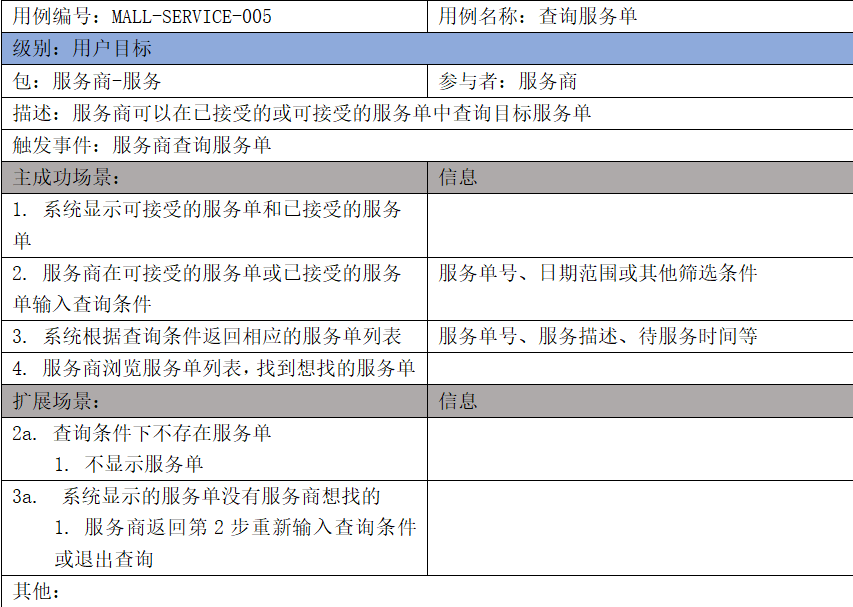 用例编号：MALL-SERVICE-005
用例名称：查询服务单
级别：用户目标
包：服务商-服务
参与者：服务商
描述：服务商可以在已接受的或可接受的服务单中查询目标服务单
触发事件：服务商查询服务单
主成功场景：
信息
1. 系统显示可接受的服务单和已接受的服务
单
2. 服务商在可接受的服务单或已接受的服务
单输入查询条件
服务单号、日期范围或其他筛选条件
3. 系统根据查询条件返回相应的服务单列表
服务单号、服务描述、待服务时间等
4. 服务商浏览服务单列表，找到想找的服务单
扩展场景：
信息
2a. 查询条件下不存在服务单
1. 不显示服务单
3a. 系统显示的服务单没有服务商想找的
1. 服务商返回第 2 步重新输入查询条件
或退出查询
其他：